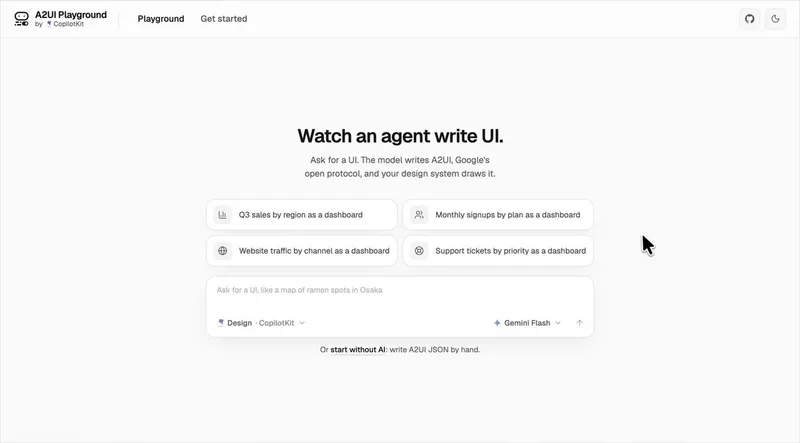 A2UI Playground
by CopilotKit
Playground
Get started
Watch an agent write UI.
Ask for a UI. The model writes A2UI, Google's
open protocol, and your design system draws it.
Q3 sales by region as a dashboard
Monthly signups by plan as a dashboard
Website traffic by channel as a dashboard
Support tickets by priority as a dashboard
Ask for a UI, like a map of ramen spots in Osaka
Design · CopilotKit
Gemini Flash
Or start without AI: write A2UI JSON by hand.